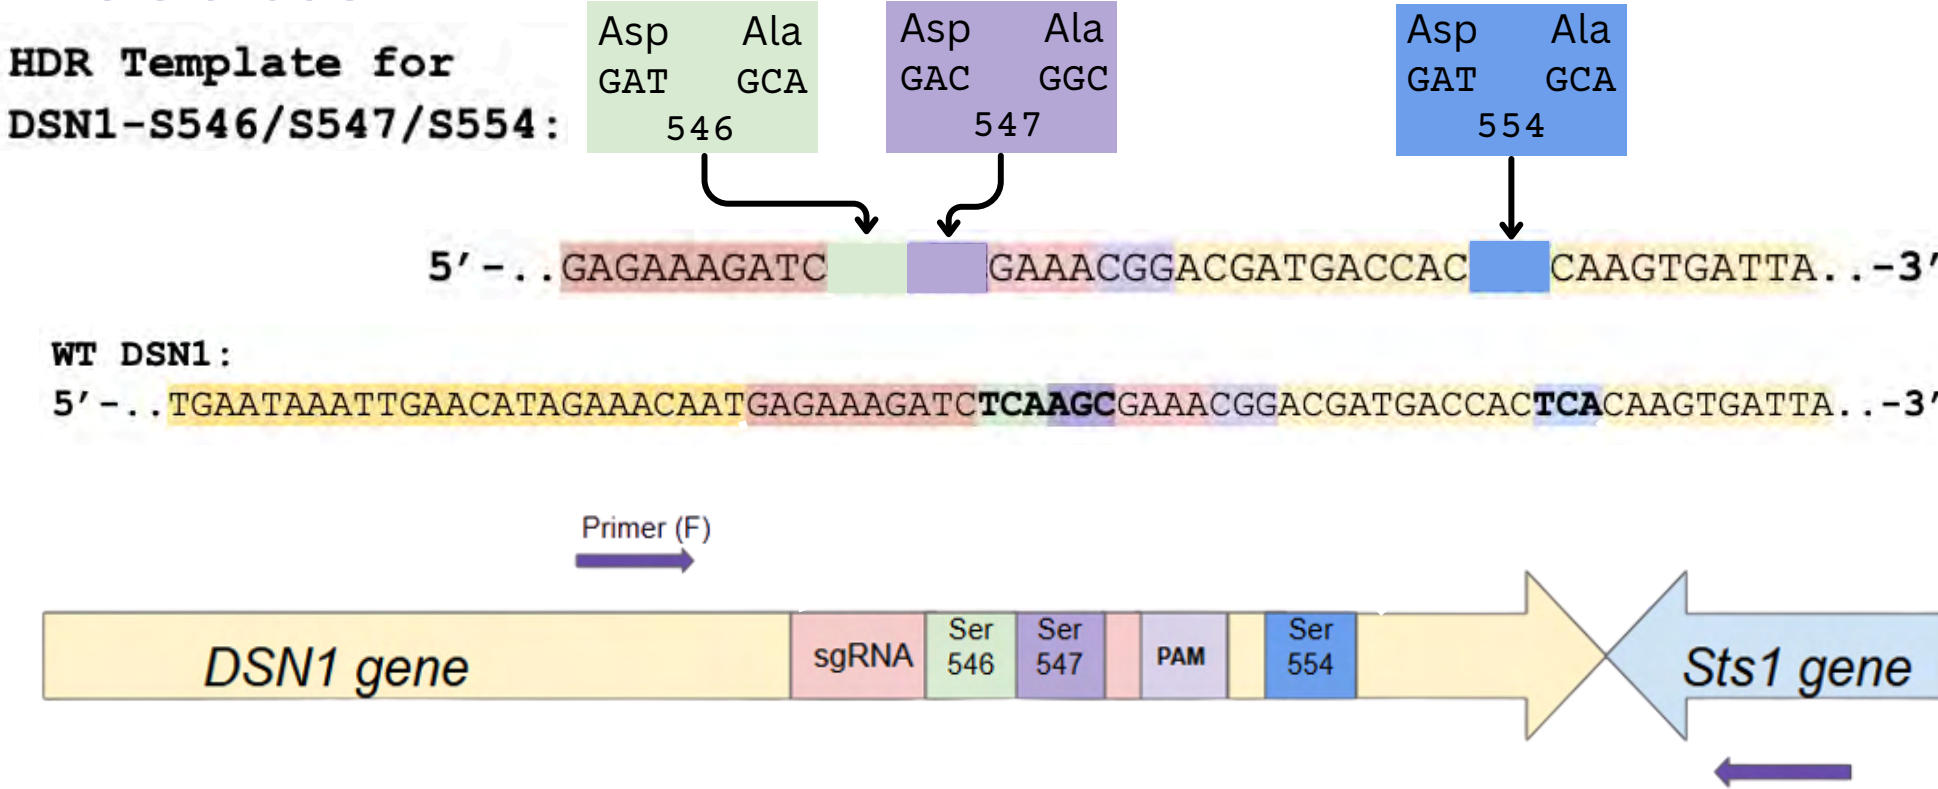 HDR Template for
DSN1-S546/S547/S554:
Asp Ala
GAT GCA
546
Asp Ala
GAC GGC
547
Asp Ala
GAT GCA
554
5'-..GAGAAAGATC GAAACGGACGATGACCAC CAAGTGATTA..-3'
WT DSN1:
5'-..TGAATAAATTGAACATAGAAACAATGAGAAAGATCTCAAGCGAAACGGACGATGACCACTCACAAGTGATTA..-3'
Primer (F)
DSN1 gene
sgRNA
Ser
546
Ser
547
PAM
Ser
554
Sts1 gene